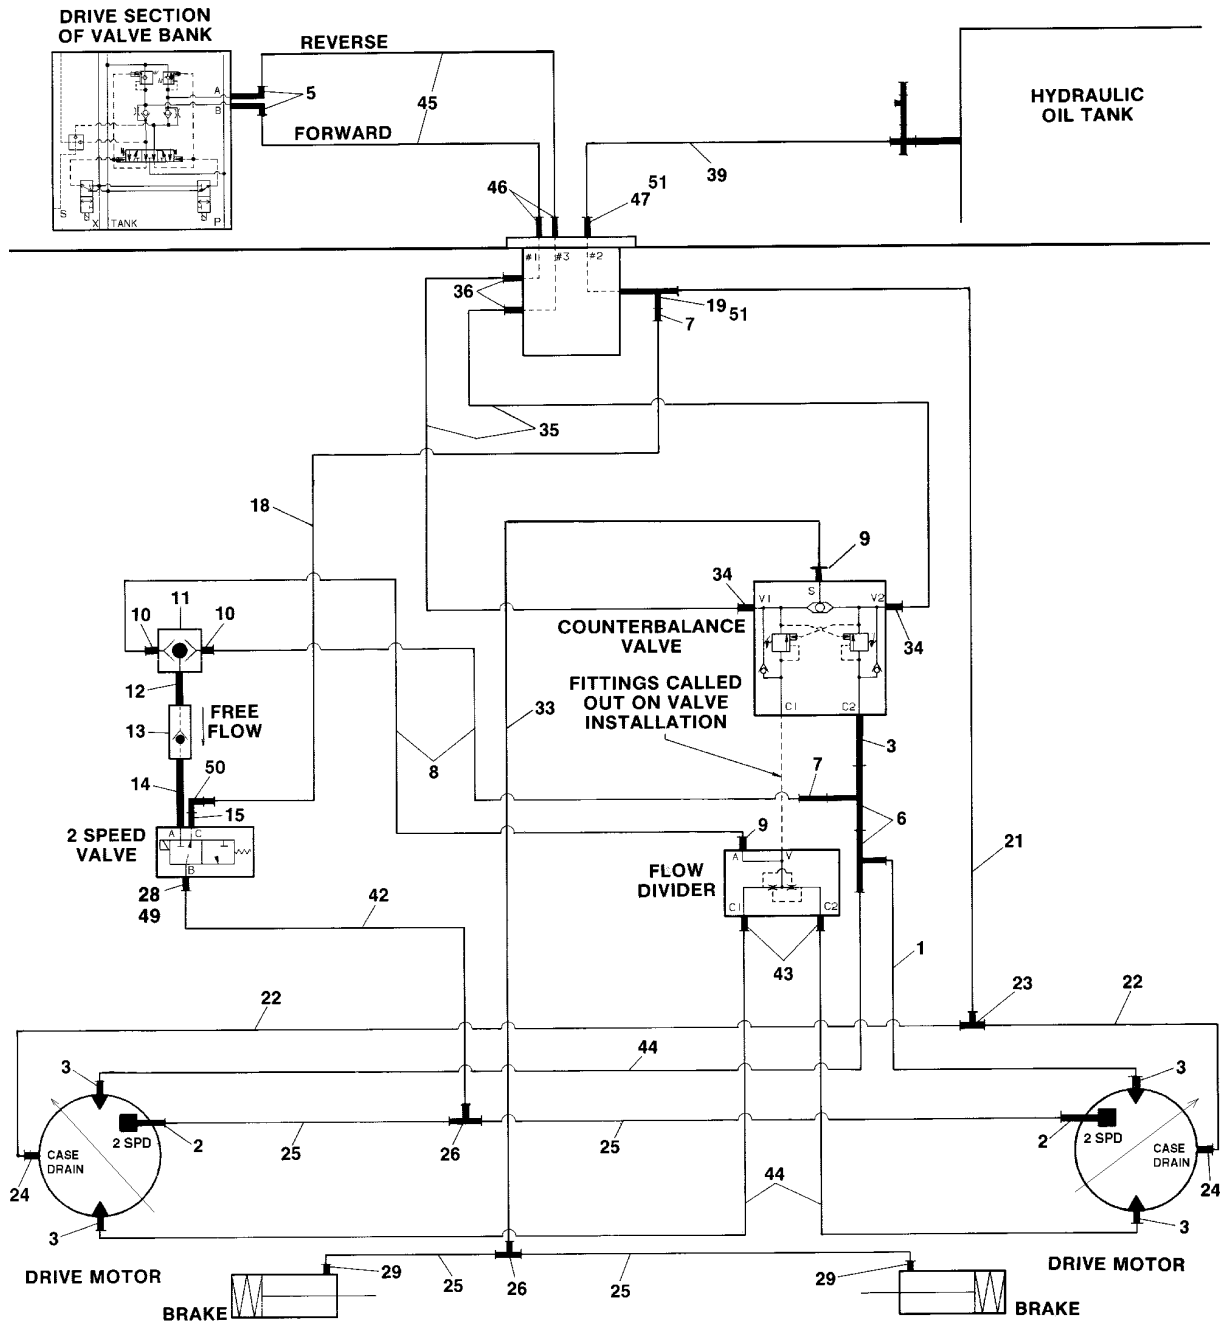 DRIVE SECTION
OF VALVE BANK
REVERSE
A
B
5
45
FORWARD
HYDRAULIC
OIL TANK
39
S
X
TANK
P
46
51
47
#1
#3
#2
36
19
51
7
35
18
9
11
10
10
34
S
V1
V2
COUNTERBALANCE
VALVE
34
12
FITTINGS CALLED
OUT ON VALVE
INSTALLATION
C1
C2
13
FREE
FLOW
33
3
14
50
8
7
15
6
2 SPEED
VALVE
A
C
B
9
A
V
FLOW
DIVIDER
C1
C2
21
28
49
42
43
1
22
23
22
44
3
3
2 SPD
2
25
26
25
2
2 SPD
CASE
DRAIN
CASE
DRAIN
24
44
24
3
3
DRIVE MOTOR
DRIVE MOTOR
29
25
26
25
29
BRAKE
BRAKE